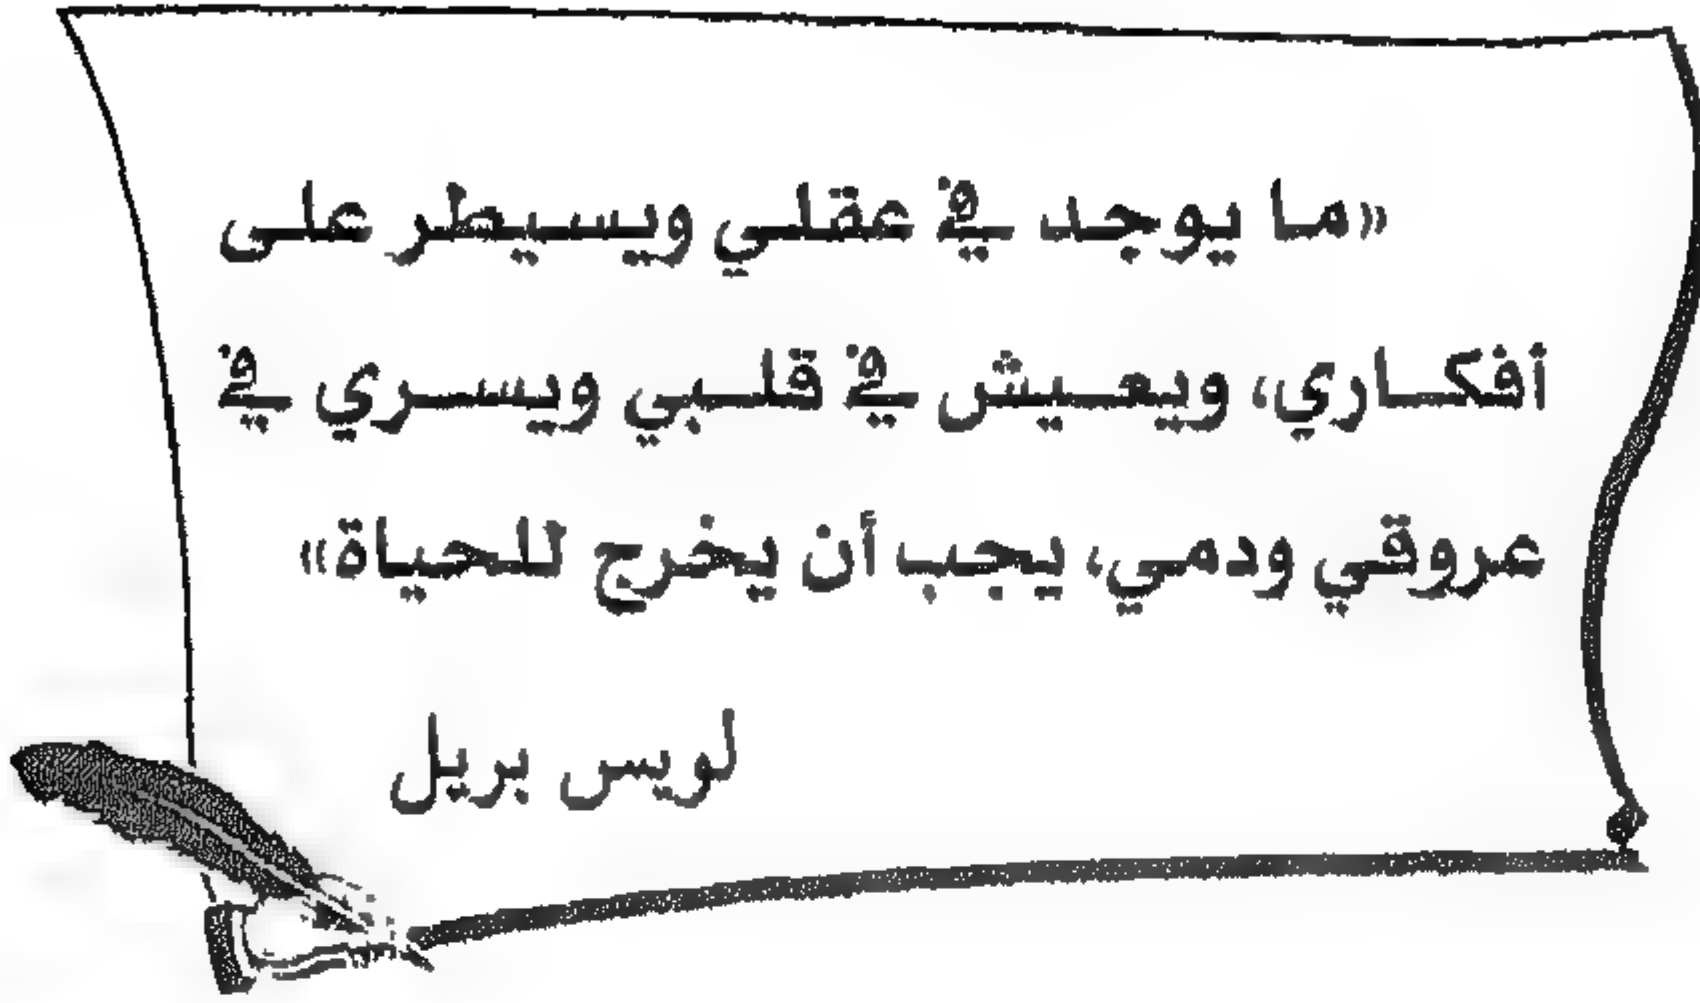 «ما يوجد في عقلي ويسيطر على
أفكاري، ويعيش في قلبي ويسري في
عروقي ودمي، يجب أن يخرج للحياة»
لويس بريل